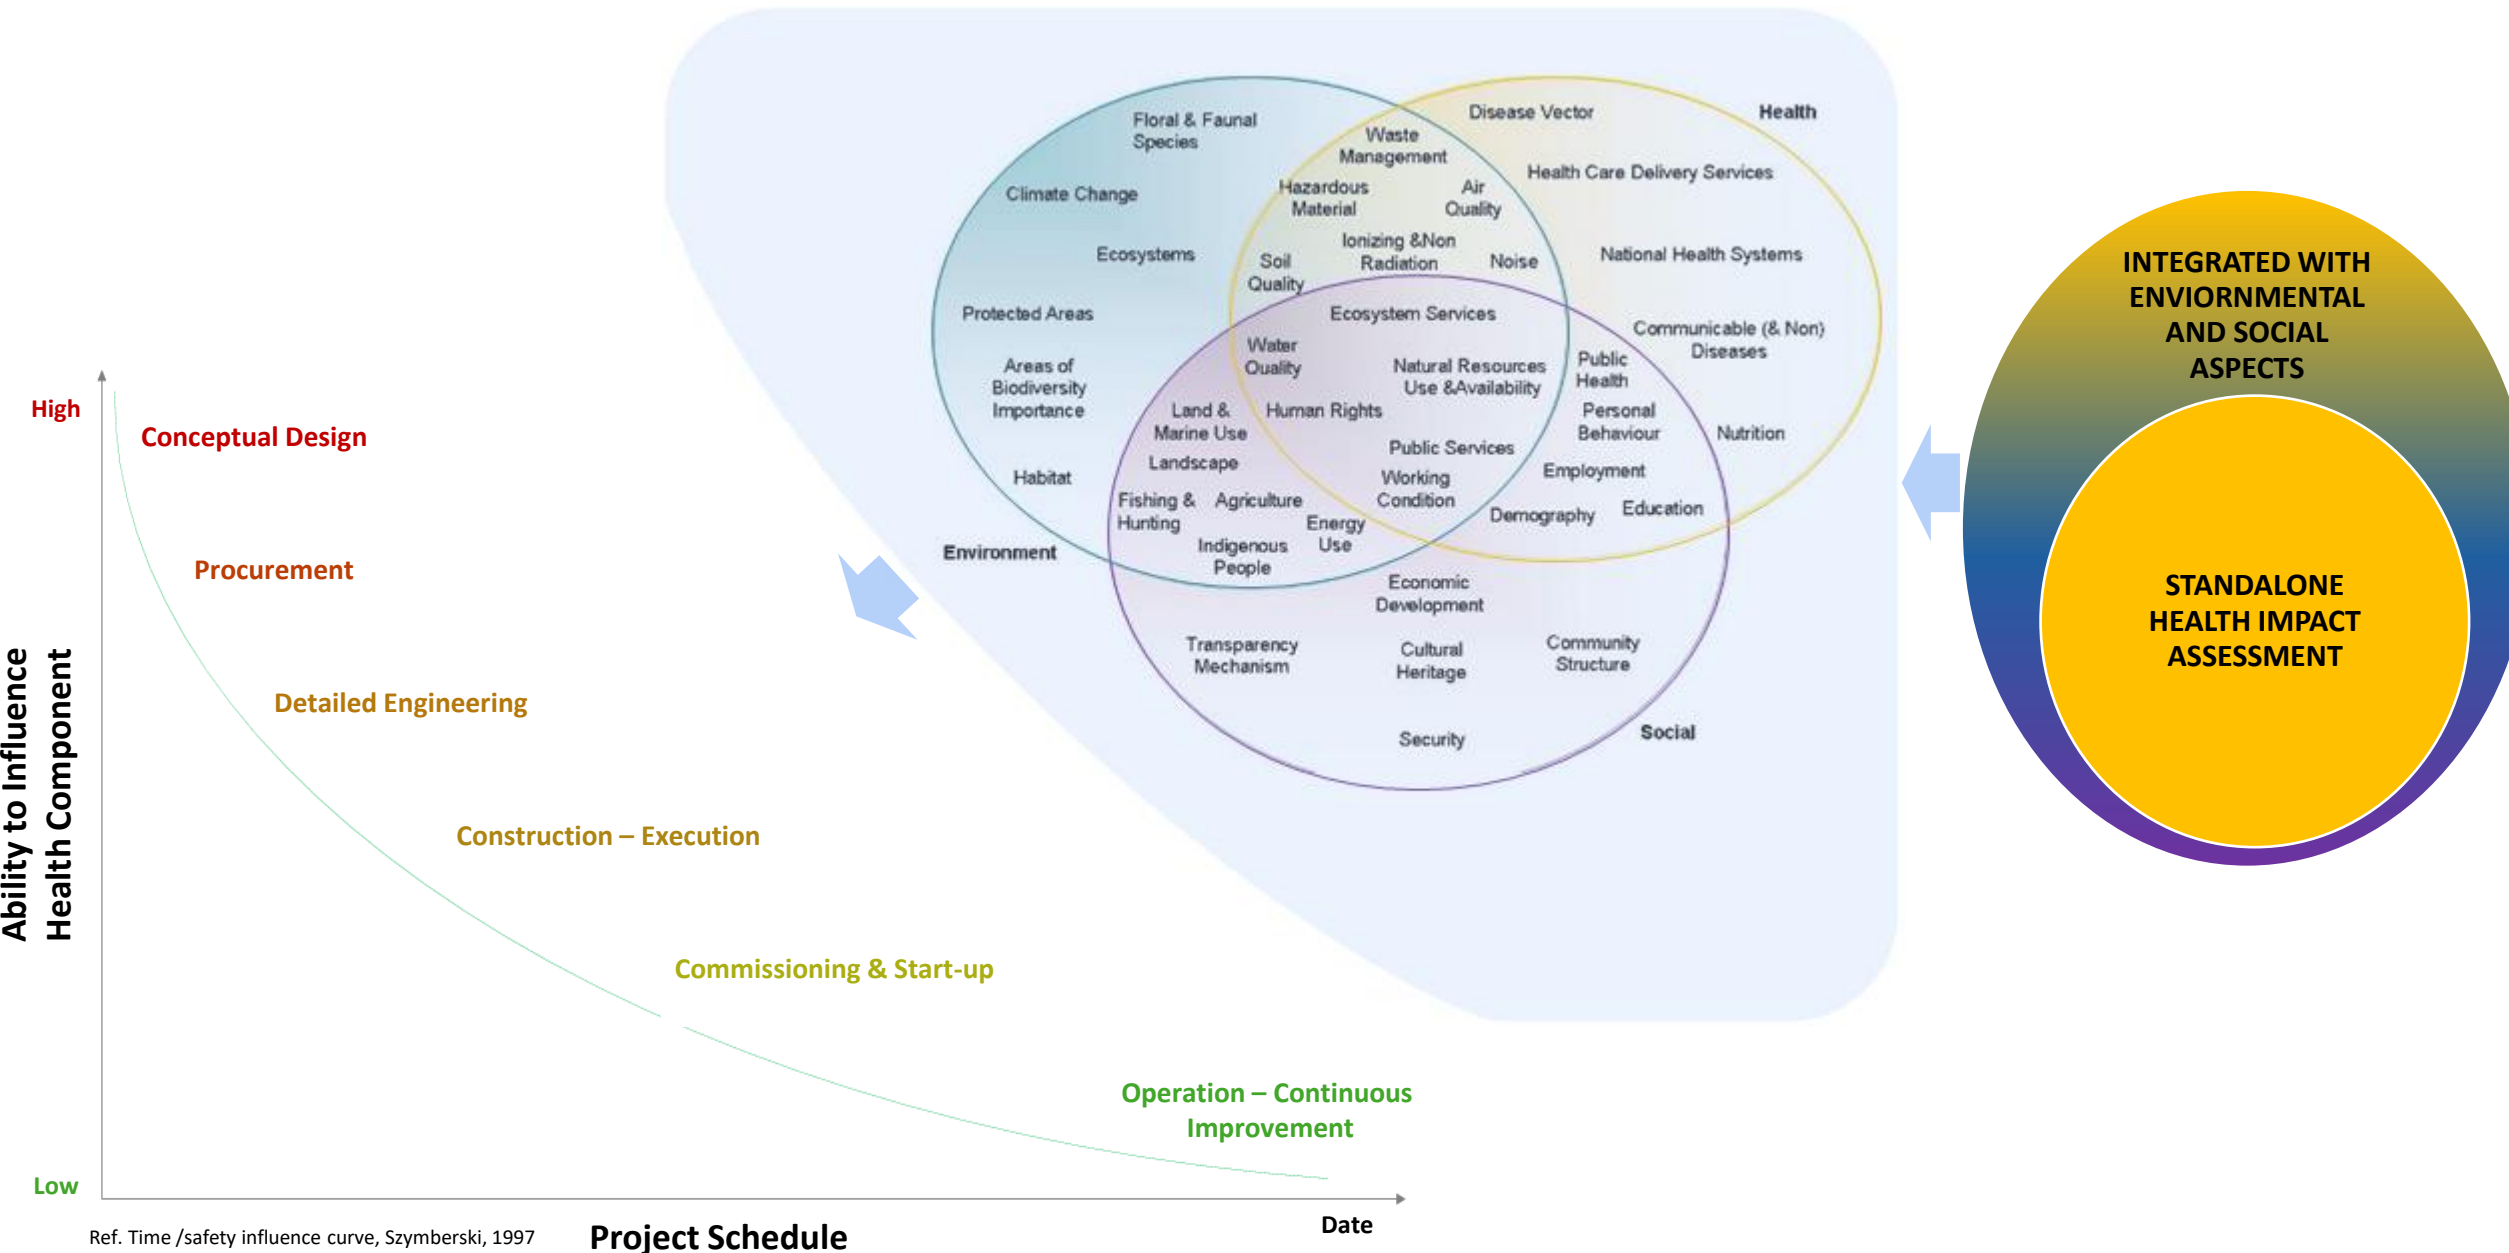 Ability to Influence
Health Component
High
Low
Conceptual Design
Procurement
Detailed Engineering
Construction – Execution
Commissioning & Start-up
Operation – Continuous
Improvement
Date
Project Schedule
Ref. Time /safety influence curve, Szymberski, 1997
Environment
Floral & Faunal
Species
Climate Change
Ecosystems
Protected Areas
Areas of
Biodiversity
Importance
Habitat
Health
Disease Vector
Health Care Delivery Services
National Health Systems
Communicable (& Non)
Diseases
Nutrition
Waste
Management
Hazardous
Material
Air
Quality
Ionizing &Non
Radiation
Noise
Soil
Quality
Ecosystem Services
Water
Quality
Natural Resources
Use &Availability
Human Rights
Public Services
Working
Condition
Public
Health
Personal
Behaviour
Employment
Education
Demography
Land &
Marine Use
Landscape
Fishing &
Hunting
Agriculture
Energy
Use
Indigenous
People
Economic
Development
Transparency
Mechanism
Cultural
Heritage
Community
Structure
Security
Social
INTEGRATED WITH
ENVIORNMENTAL
AND SOCIAL
ASPECTS
STANDALONE
HEALTH IMPACT
ASSESSMENT